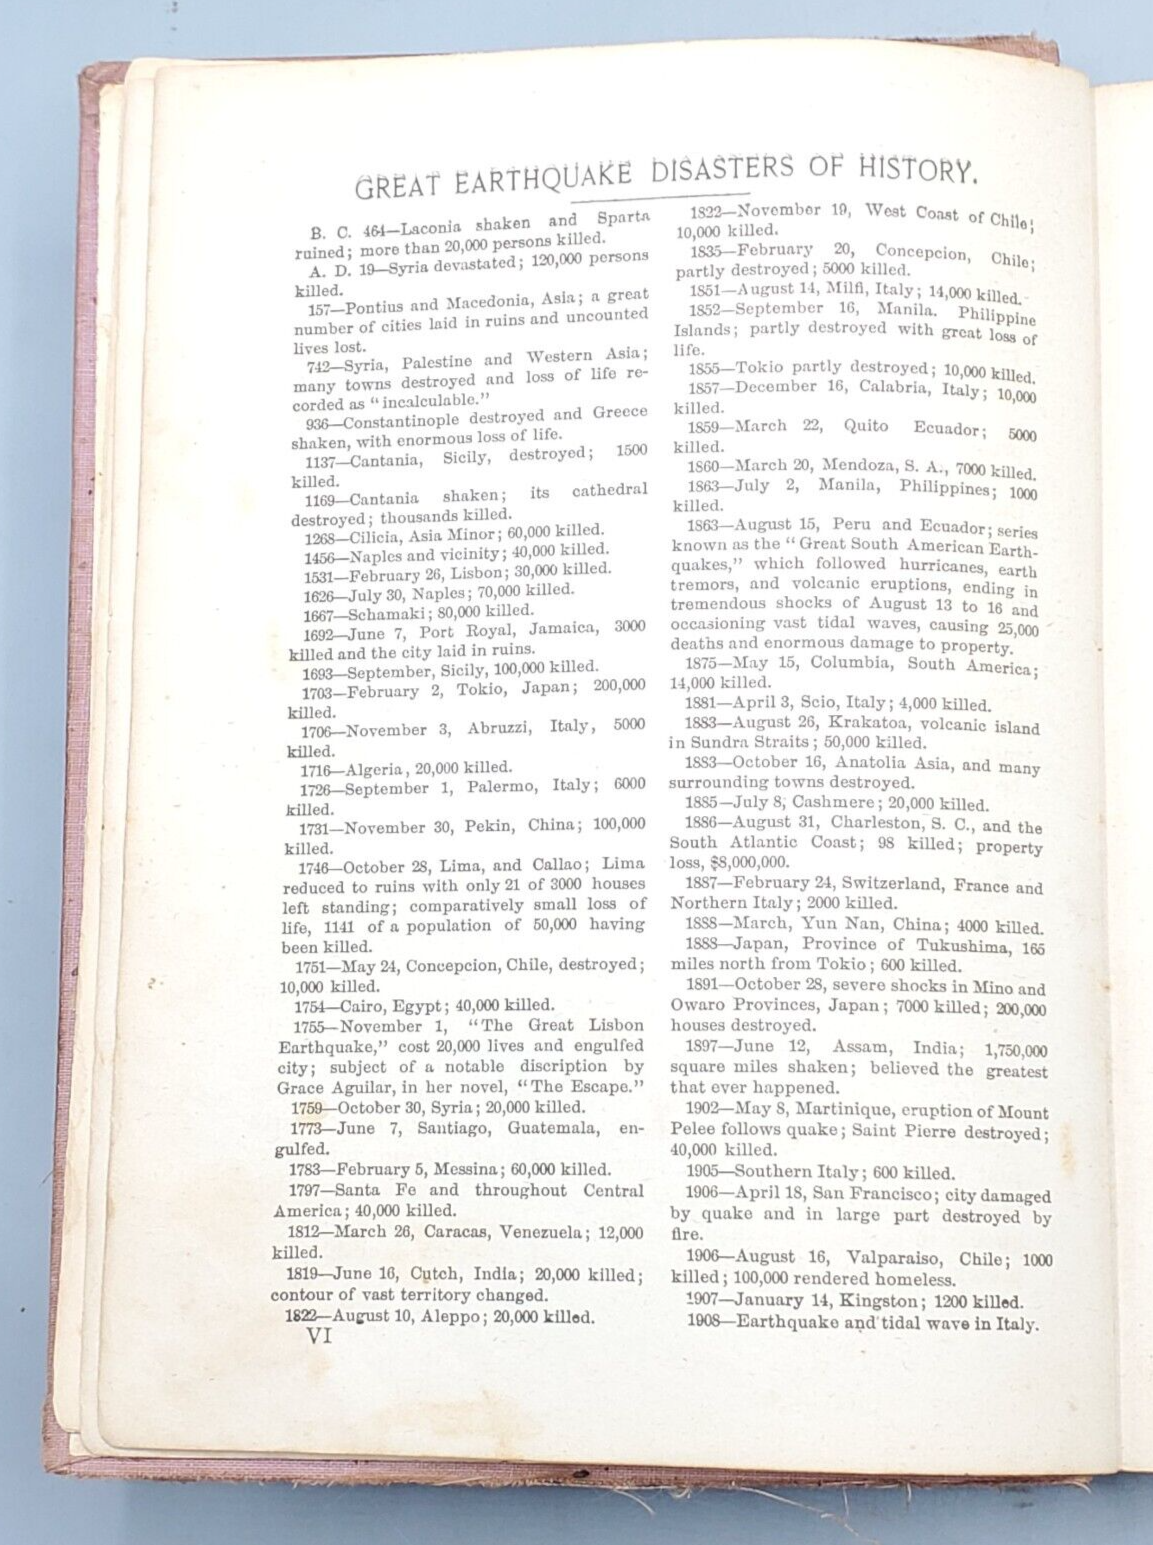 GREAT EARTHQUAKE DISASTERS OF HISTORY.
B. C. 464—Laconia shaken and Sparta
ruined; more than 20,000 persons killed.
A. D. 19—Syria devastated; 120,000 persons
killed.
157—Pontius and Macedonia, Asia; a great
number of cities laid in ruins and uncounted
lives lost.
742—Syria, Palestine and Western Asia;
many towns destroyed and loss of life re-
corded as "incalculable."
936—Constantinople destroyed and Greece
shaken, with enormous loss of life.
1137—Cantania, Sicily, destroyed; 1500
killed.
1169—Cantania shaken; its cathedral
destroyed; thousands killed.
1268—Cilicia, Asia Minor; 60,000 killed.
1456—Naples and vicinity; 40,000 killed.
1531—February 26, Lisbon; 30,000 killed.
1626—July 30, Naples; 70,000 killed.
1667—Schamaki; 80,000 killed.
1692—June 7, Port Royal, Jamaica, 3000
killed and the city laid in ruins.
1693—September, Sicily, 100,000 killed.
1703—February 2, Tokio, Japan; 200,000
killed.
1706—November 3, Abruzzi, Italy, 5000
killed.
1716—Algeria, 20,000 killed.
1726—September 1, Palermo, Italy; 6000
killed.
1731—November 30, Pekin, China; 100,000
killed.
1746—October 28, Lima, and Callao; Lima
reduced to ruins with only 21 of 3000 houses
left standing; comparatively small loss of
life, 1141 of a population of 50,000 having
been killed.
1751—May 24, Concepcion, Chile, destroyed;
10,000 killed.
1754—Cairo, Egypt; 40,000 killed.
1755—November 1, "The Great Lisbon
Earthquake," cost 20,000 lives and engulfed
city; subject of a notable discription by
Grace Aguilar, in her novel, "The Escape."
1759—October 30, Syria; 20,000 killed.
1773—June 7, Santiago, Guatemala, en-
gulfed.
1783—February 5, Messina; 60,000 killed.
1797—Santa Fe and throughout Central
America; 40,000 killed.
1812—March 26, Caracas, Venezuela; 12,000
killed.
1819—June 16, Cutch, India; 20,000 killed;
contour of vast territory changed.
1822—August 10, Aleppo; 20,000 killed.
VI
1822—November 19, West Coast of Chile;
10,000 killed.
1835—February 20, Concepcion, Chile;
partly destroyed; 5000 killed.
1851—August 14, Milfi, Italy; 14,000 killed.
1852—September 16, Manila. Philippine
Islands; partly destroyed with great loss of
life.
1855—Tokio partly destroyed; 10,000 killed.
1857—December 16, Calabria, Italy; 10,000
killed.
1859—March 22, Quito Ecuador; 5000
killed.
1860—March 20, Mendoza, S. A., 7000 killed.
1863—July 2, Manila, Philippines; 1000
killed.
1863—August 15, Peru and Ecuador; series
known as the "Great South American Earth-
quakes," which followed hurricanes, earth
tremors, and volcanic eruptions, ending in
tremendous shocks of August 13 to 16 and
occasioning vast tidal waves, causing 25,000
deaths and enormous damage to property.
1875—May 15, Columbia, South America;
14,000 killed.
1881—April 3, Scio, Italy; 4,000 killed.
1883—August 26, Krakatoa, volcanic island
in Sundra Straits; 50,000 killed.
1883—October 16, Anatolia Asia, and many
surrounding towns destroyed.
1885—July 8, Cashmere; 20,000 killed.
1886—August 31, Charleston, S. C., and the
South Atlantic Coast; 98 killed; property
loss, $8,000,000.
1887—February 24, Switzerland, France and
Northern Italy; 2000 killed.
1888—March, Yun Nan, China; 4000 killed.
1888—Japan, Province of Tukushima, 165
miles north from Tokio; 600 killed.
1891—October 28, severe shocks in Mino and
Owaro Provinces, Japan; 7000 killed; 200,000
houses destroyed.
1897—June 12, Assam, India; 1,750,000
square miles shaken; believed the greatest
that ever happened.
1902—May 8, Martinique, eruption of Mount
Pelee follows quake; Saint Pierre destroyed;
40,000 killed.
1905—Southern Italy; 600 killed.
1906—April 18, San Francisco; city damaged
by quake and in large part destroyed by
fire.
1906—August 16, Valparaiso, Chile; 1000
killed; 100,000 rendered homeless.
1907—January 14, Kingston; 1200 killed.
1908—Earthquake and tidal wave in Italy.